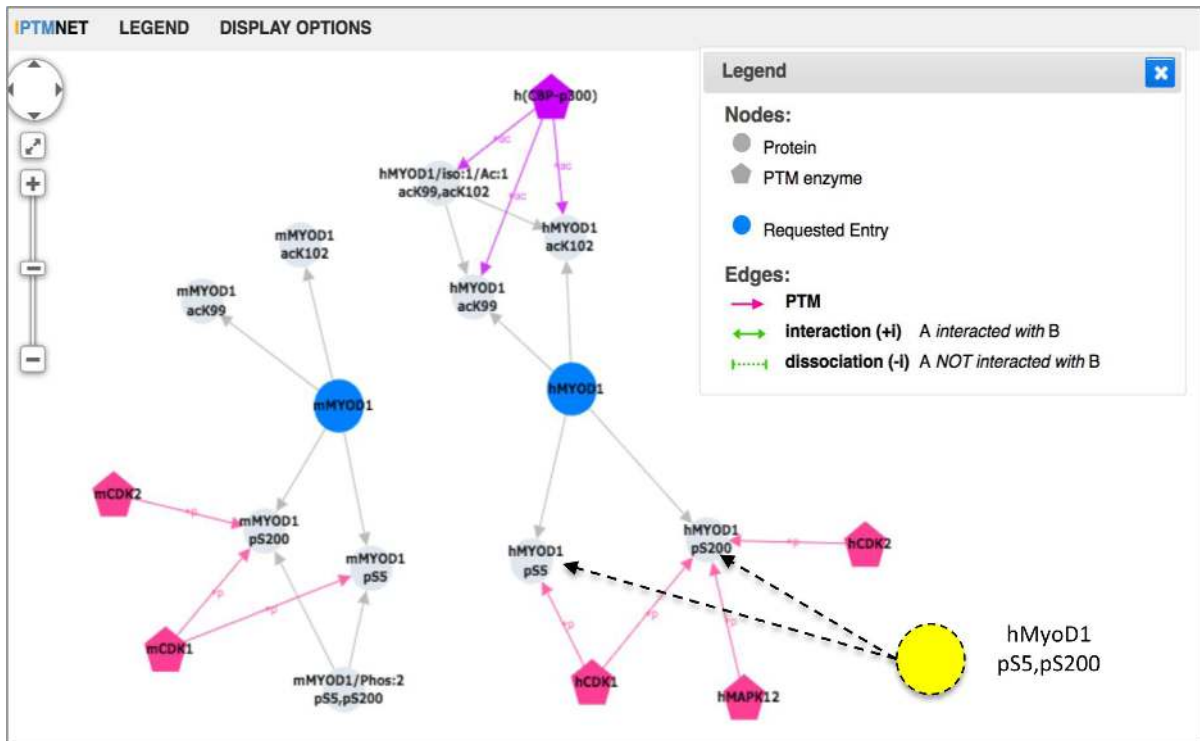 iPTMNET LEGEND DISPLAY OPTIONS
Legend
Nodes:
Protein
PTM enzyme
Requested Entry
Edges:
PTM
interaction (+i) A interacted with B
dissociation (-i) A NOT interacted with B
h(CBP-p300)
+ac
+ac
+ac
hMYOD1/iso:1/Ac:1
acK99,acK102
hMYOD1
acK102
mMYOD1
acK102
mMYOD1
acK99
hMYOD1
acK99
mMYOD1
hMYOD1
mCDK2
+p
mMYOD1
pS200
mMYOD1
pS5
hMYOD1
pS5
hMYOD1
pS200
+p
hCDK2
+p
+p
+p
+p
+p
mCDK1
mMYOD1/Phos:2
pS5,pS200
hCDK1
hMAPK12
hMyoD1
pS5,pS200